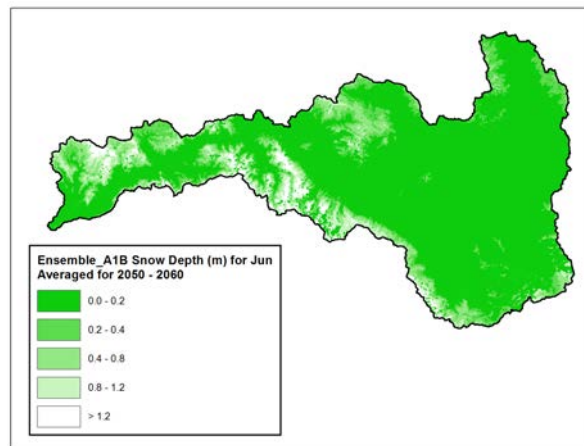 Ensemble_A1B Snow Depth (m) for Jun
Averaged for 2050 - 2060
0.0 - 0.2
0.2 - 0.4
0.4 - 0.8
0.8 - 1.2
> 1.2